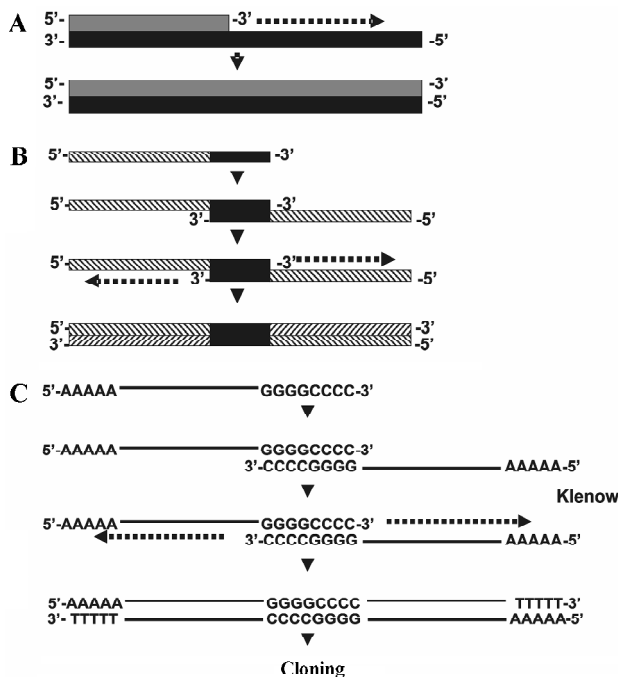 A
5'- -3'
3'- -5'
5'- -3'
3'- -5'
B
5'- -3'
5'- -3'
3'- -5'
5'- -3'
3'- -5'
5'- -3'
3'- -5'
C
5'-AAAAA GGGGCCCC-3'
5'-AAAAA GGGGCCCC-3'
3'-CCCCGGGG AAAAA-5'
Klenow
5'-AAAAA GGGGCCCC-3'
3'-CCCCGGGG AAAAA-5'
5'-AAAAA GGGGCCCC TTTTT-3'
3'-TTTTT CCCCGGGG AAAAA-5'
Cloning